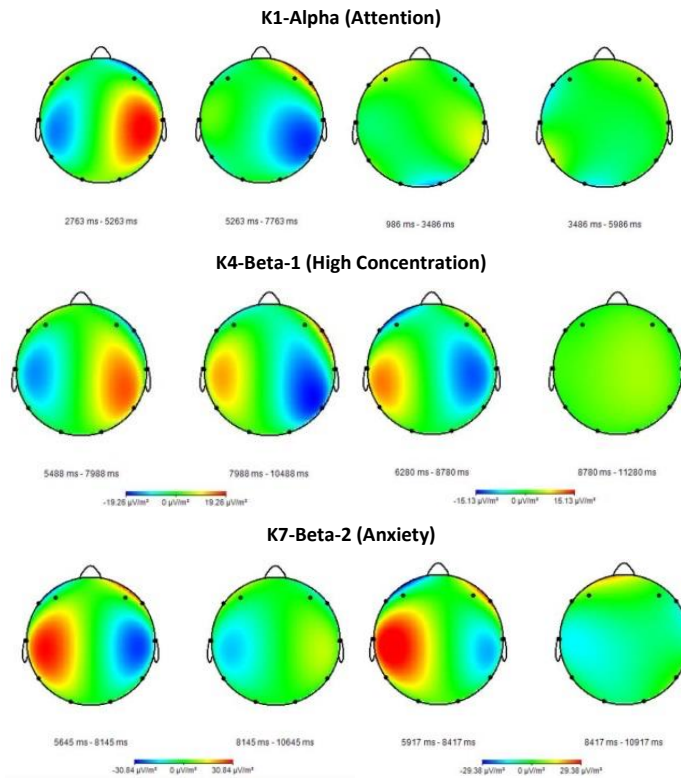 K1-Alpha (Attention)
2763 ms - 5263 ms
5263 ms - 7763 ms
986 ms - 3486 ms
3486 ms - 5986 ms
K4-Beta-1 (High Concentration)
5488 ms - 7988 ms
7988 ms - 10488 ms
6280 ms - 8780 ms
8780 ms - 11280 ms
-19.26 µV/m² 0 µV/m² 19.26 µV/m²
-15.13 µV/m² 0 µV/m² 15.13 µV/m²
K7-Beta-2 (Anxiety)
5645 ms - 8145 ms
8145 ms - 10645 ms
5917 ms - 8417 ms
8417 ms - 10917 ms
-30.84 µV/m² 0 µV/m² 30.84 µV/m²
-29.38 µV/m² 0 µV/m² 29.38 µV/m²